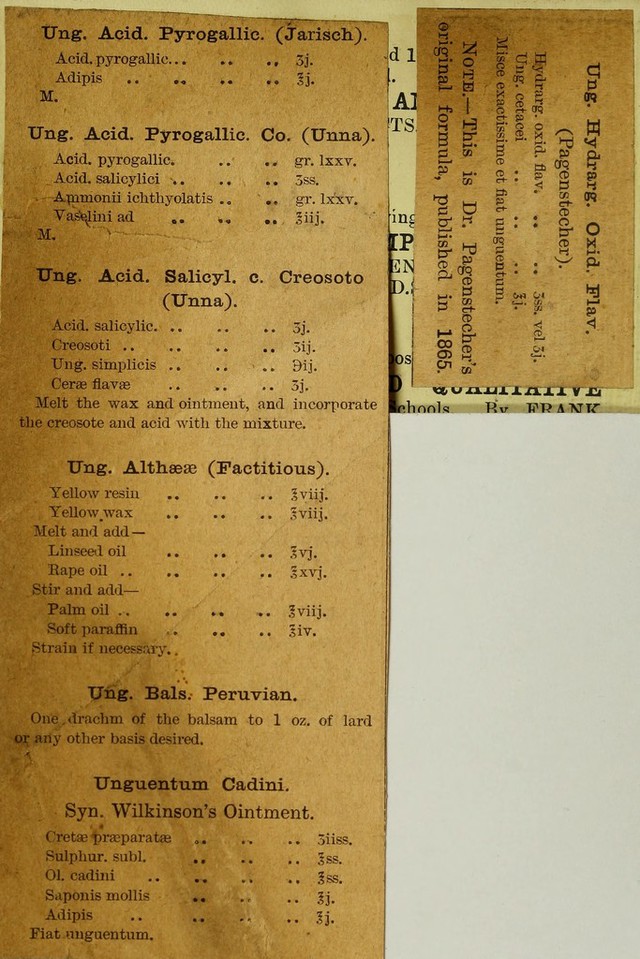 Ung. Acid. Pyrogallic. (Jarisch).
Acid. pyrogallic... .. .. ʒj.
Adipis .. .. .. .. ℥j.
M.
Ung. Acid. Pyrogallic. Co. (Unna).
Acid. pyrogallic. .. .. gr. lxxv.
Acid. salicylici .. .. .. ʒss.
Ammonii ichthyolatis .. .. gr. lxxv.
Vaselini ad .. .. .. ℥iij.
M.
Ung. Acid. Salicyl. c. Creosoto
(Unna).
Acid. salicylic. .. .. .. ʒj.
Creosoti .. .. .. .. ʒij.
Ung. simplicis .. .. .. ℈ij.
Ceræ flavæ .. .. .. ʒj.
Melt the wax and ointment, and incorporate
the creosote and acid with the mixture.
Ung. Althææ (Factitious).
Yellow resin .. .. .. ℥viij.
Yellow wax .. .. .. ℥viij.
Melt and add—
Linseed oil .. .. .. ℥vj.
Rape oil .. .. .. .. ℥xvj.
Stir and add—
Palm oil .. .. .. .. ℥viij.
Soft paraffin .. .. .. ℥iv.
Strain if necessary.
Ung. Bals. Peruvian.
One drachm of the balsam to 1 oz. of lard
or any other basis desired.
Unguentum Cadini.
Syn. Wilkinson's Ointment.
Cretæ præparatæ .. .. .. ʒiiss.
Sulphur. subl. .. .. .. ℥ss.
Ol. cadini .. .. .. .. ℥ss.
Saponis mollis .. .. .. ℥j.
Adipis .. .. .. .. ℥j.
Fiat unguentum.
Ung. Hydrarg. Oxid. Flav.
(Pagenstecher).
Hydrarg. oxid. flav. .. .. ʒss. vel ʒj.
Ung. cetacei .. .. .. ℥j.
Misce exactissime et fiat unguentum.
NOTE.—This is Dr. Pagenstecher's
original formula, published in 1865.
QUALITATIVE
Schools. By FRANK